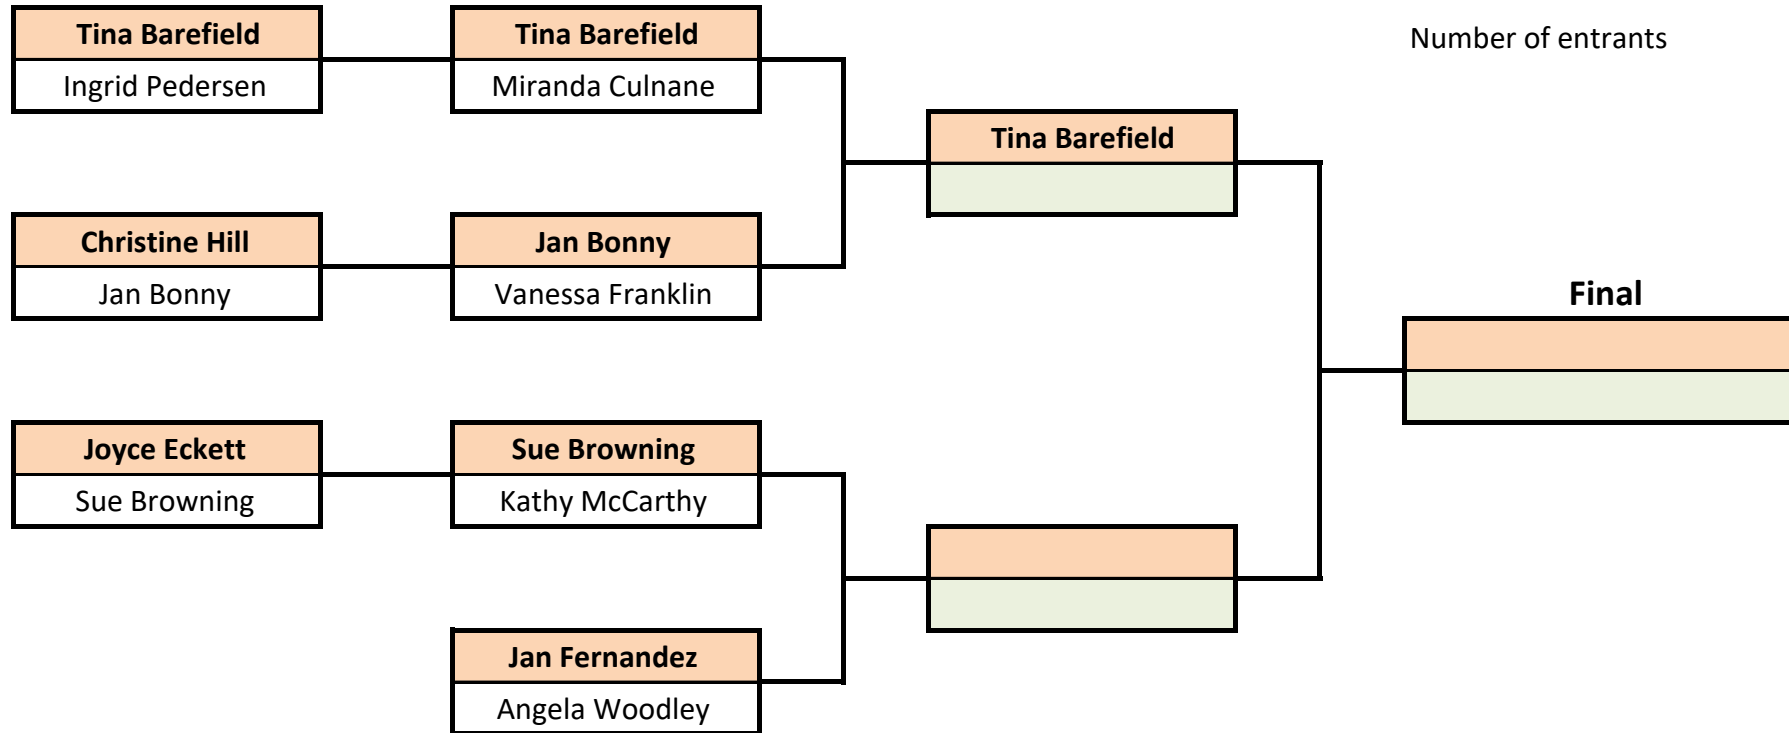 Tina Barefield
Ingrid Pedersen
Tina Barefield
Miranda Culnane
Number of entrants
Tina Barefield
Christine Hill
Jan Bonny
Jan Bonny
Vanessa Franklin
Final
Joyce Eckett
Sue Browning
Sue Browning
Kathy McCarthy
Jan Fernandez
Angela Woodley